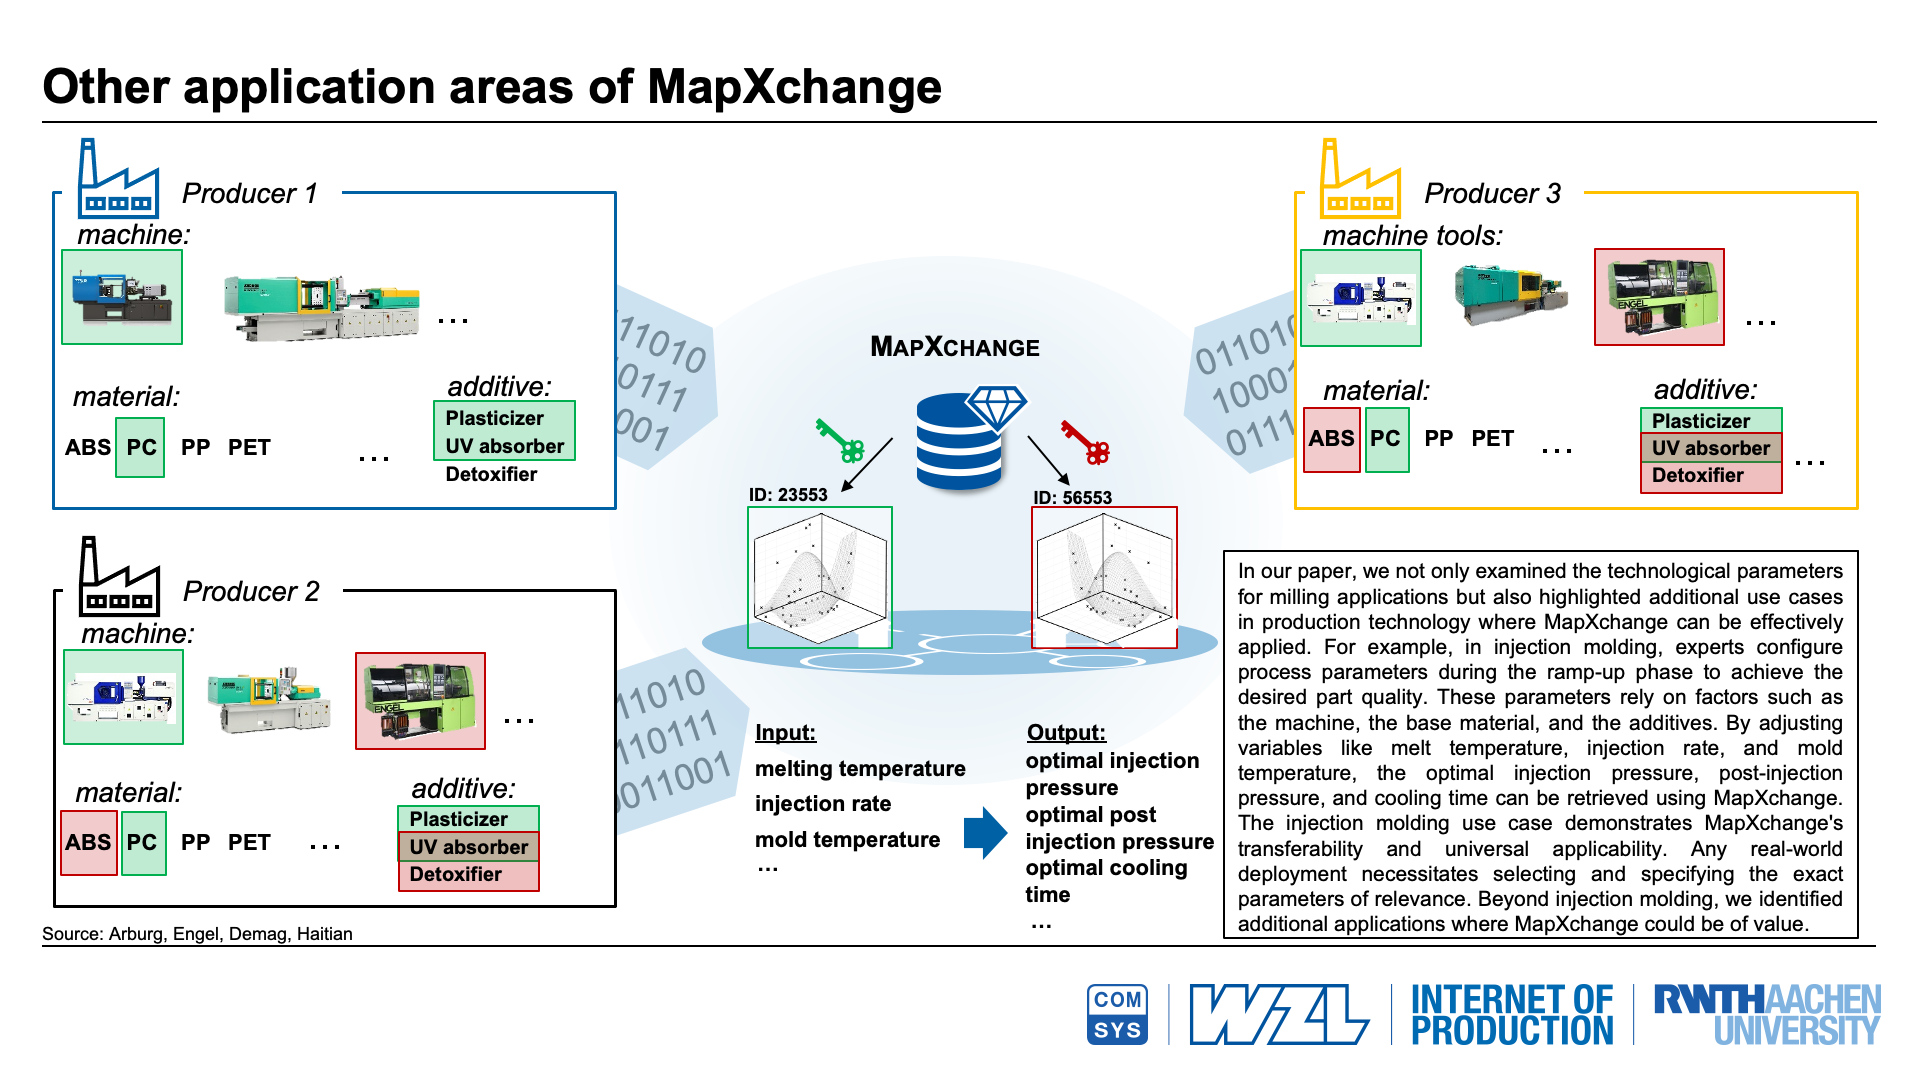 Other application areas of MapXchange
Producer 1
machine:
...
material:
ABS PC PP PET ...
additive:
Plasticizer
UV absorber
Detoxifier
Producer 2
machine:
...
material:
ABS PC PP PET ...
additive:
Plasticizer
UV absorber
Detoxifier
11010
0111
001
11010
110111
0011001
MAPXCHANGE
ID: 23553
ID: 56553
Input:
melting temperature
injection rate
mold temperature
...
Output:
optimal injection
pressure
optimal post
injection pressure
optimal cooling
time
...
01101
1000
0111
Producer 3
machine tools:
ENGEL
...
material:
ABS PC PP PET ...
additive:
Plasticizer
UV absorber
Detoxifier
...
In our paper, we not only examined the technological parameters
for milling applications but also highlighted additional use cases
in production technology where MapXchange can be effectively
applied. For example, in injection molding, experts configure
process parameters during the ramp-up phase to achieve the
desired part quality. These parameters rely on factors such as
the machine, the base material, and the additives. By adjusting
variables like melt temperature, injection rate, and mold
temperature, the optimal injection pressure, post-injection
pressure, and cooling time can be retrieved using MapXchange.
The injection molding use case demonstrates MapXchange's
transferability and universal applicability. Any real-world
deployment necessitates selecting and specifying the exact
parameters of relevance. Beyond injection molding, we identified
additional applications where MapXchange could be of value.
Source: Arburg, Engel, Demag, Haitian
COM
SYS
WZL
INTERNET OF
PRODUCTION
RWTHAACHEN
UNIVERSITY